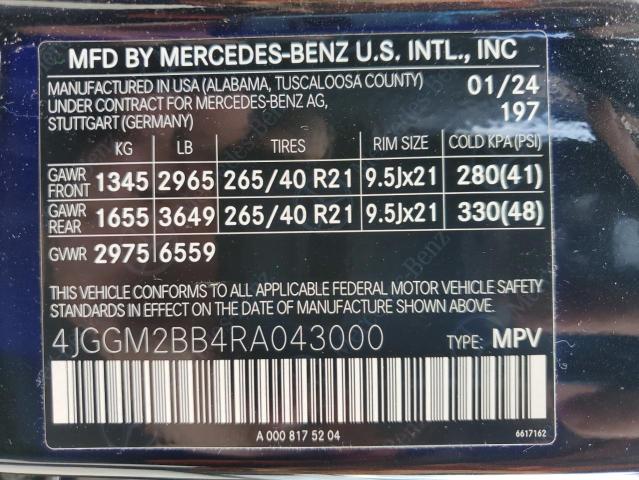 MFD BY MERCEDES-BENZ U.S. INTL., INC
MANUFACTURED IN USA (ALABAMA, TUSCALOOSA COUNTY) 01/24
UNDER CONTRACT FOR MERCEDES-BENZ AG, 197
STUTTGART (GERMANY)
KG LB TIRES RIM SIZE COLD KPA (PSI)
GAWR FRONT 1345 2965 265/40 R21 9.5Jx21 280(41)
GAWR REAR 1655 3649 265/40 R21 9.5Jx21 330(48)
GVWR 2975 6559
THIS VEHICLE CONFORMS TO ALL APPLICABLE FEDERAL MOTOR VEHICLE SAFETY
STANDARDS IN EFFECT ON THE DATE OF MANUFACTURE SHOWN ABOVE.
4JGGM2BB4RA043000 TYPE: MPV
A 000 817 52 04 6617162